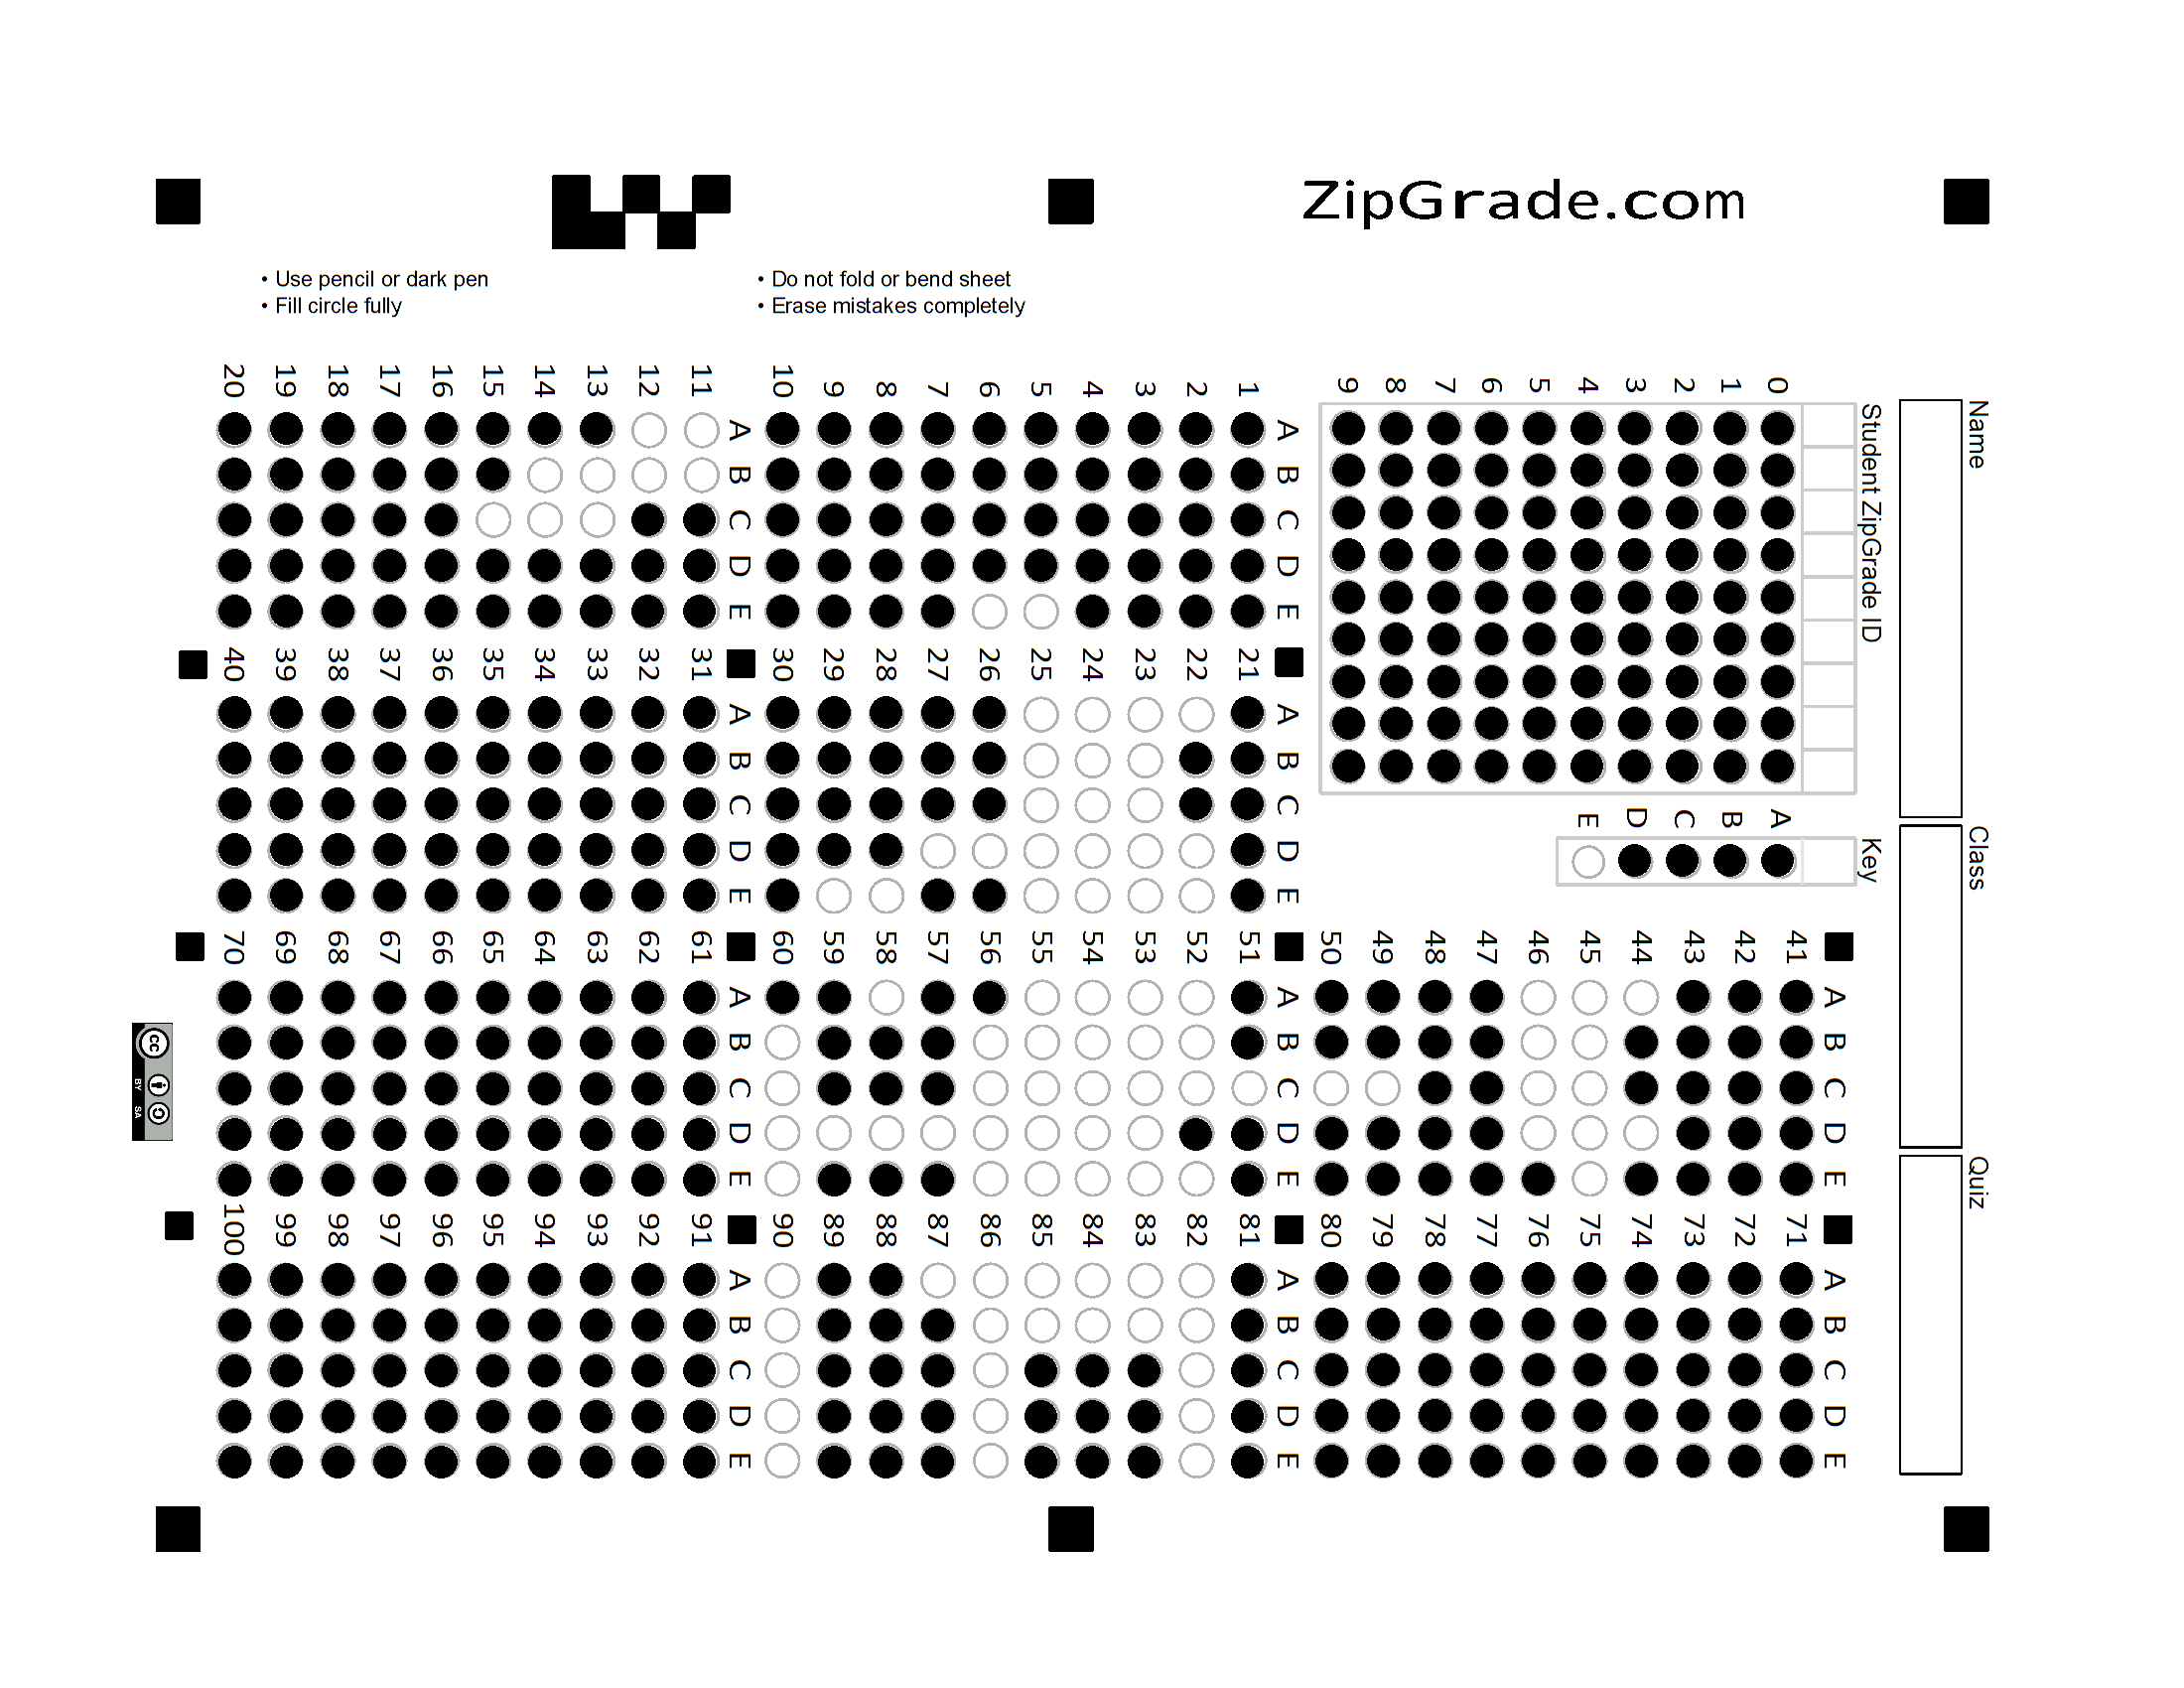 ZipGrade.com
• Use pencil or dark pen
• Fill circle fully
• Do not fold or bend sheet
• Erase mistakes completely
Name
Class
Quiz
Student ZipGrade ID
0 1 2 3 4 5 6 7 8 9
Key
A B C D E
A B C D E
1 2 3 4 5 6 7 8 9 10
A B C D E
11 12 13 14 15 16 17 18 19 20
A B C D E
21 22 23 24 25 26 27 28 29 30
A B C D E
31 32 33 34 35 36 37 38 39 40
A B C D E
41 42 43 44 45 46 47 48 49 50
A B C D E
51 52 53 54 55 56 57 58 59 60
A B C D E
61 62 63 64 65 66 67 68 69 70
A B C D E
71 72 73 74 75 76 77 78 79 80
A B C D E
81 82 83 84 85 86 87 88 89 90
A B C D E
91 92 93 94 95 96 97 98 99 100
A B C D E
cc BY SA